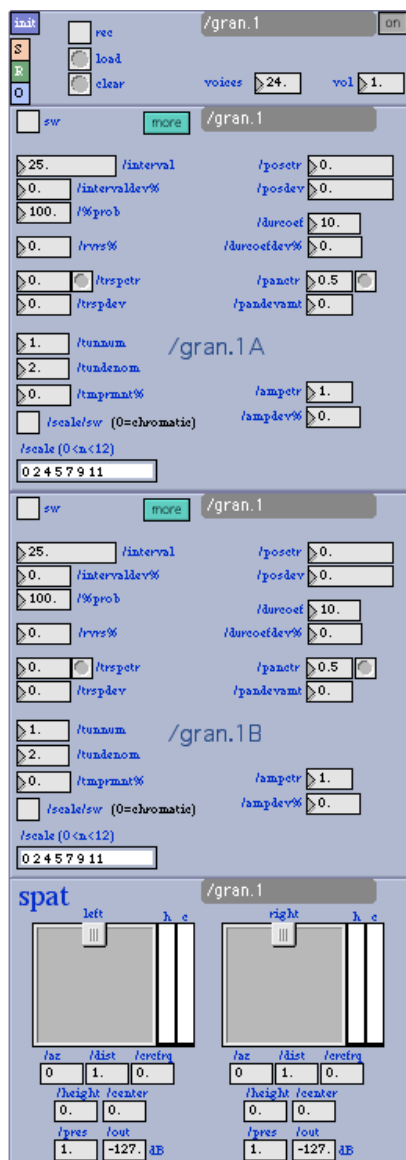 init /gran.1 on
rec
S load
R clear voices 24. vol 1.
O
sw more /gran.1
25. /interval /posctr 0.
0. /intervaldev% /posdev 0.
100. /%prob /durcoef 10.
0. /rvrs% /durcoefdev% 0.
0. /trspctr /panctr 0.5
0. /trspdev /pandevamt 0.
1. /tunnum /gran.1A
2. /tundenom
0. /tmprmnt% /ampctr 1.
/scale/sw (0=chromatic) /ampdev% 0.
/scale (0<n<12)
0 2 4 5 7 9 11
sw more /gran.1
25. /interval /posctr 0.
0. /intervaldev% /posdev 0.
100. /%prob /durcoef 10.
0. /rvrs% /durcoefdev% 0.
0. /trspctr /panctr 0.5
0. /trspdev /pandevamt 0.
1. /tunnum /gran.1B
2. /tundenom
0. /tmprmnt% /ampctr 1.
/scale/sw (0=chromatic) /ampdev% 0.
/scale (0<n<12)
0 2 4 5 7 9 11
spat /gran.1
left h c right h c
/az /dist /crcfrq /az /dist /crcfrq
0 1. 0. 0 1. 0.
/height /center /height /center
0. 0. 0. 0.
/pres /out /pres /out
1. -127. dB 1. -127. dB